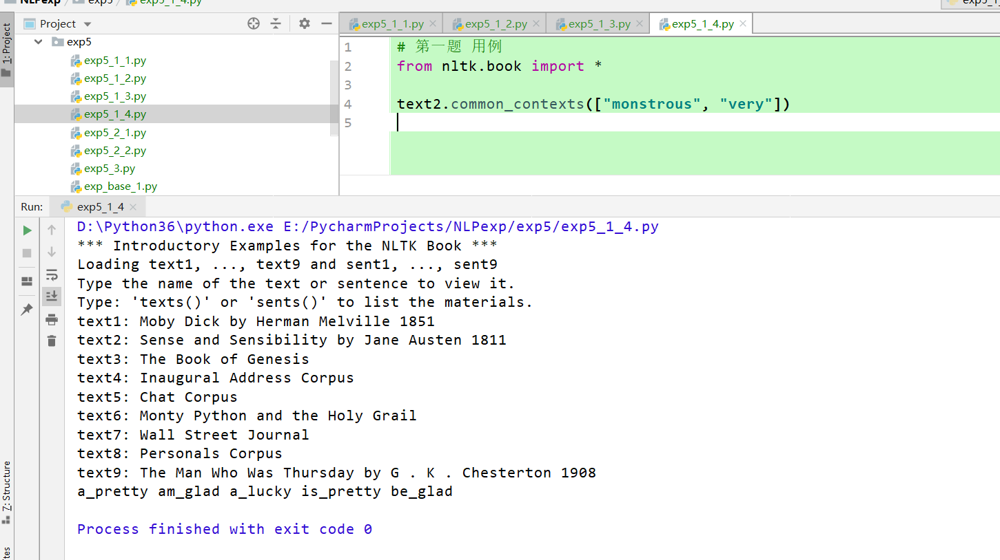 NLPexp exp5 exp5_1_4.py
1: Project
Project
exp5
exp5_1_1.py
exp5_1_2.py
exp5_1_3.py
exp5_1_4.py
exp5_2_1.py
exp5_2_2.py
exp5_3.py
exp_base_1.py
exp5_1_1.py exp5_1_2.py exp5_1_3.py exp5_1_4.py
1 # 第一题 用例
2 from nltk.book import *
3
4 text2.common_contexts(["monstrous", "very"])
5
Run: exp5_1_4
D:\Python36\python.exe E:/PycharmProjects/NLPexp/exp5/exp5_1_4.py
*** Introductory Examples for the NLTK Book ***
Loading text1, ..., text9 and sent1, ..., sent9
Type the name of the text or sentence to view it.
Type: 'texts()' or 'sents()' to list the materials.
text1: Moby Dick by Herman Melville 1851
text2: Sense and Sensibility by Jane Austen 1811
text3: The Book of Genesis
text4: Inaugural Address Corpus
text5: Chat Corpus
text6: Monty Python and the Holy Grail
text7: Wall Street Journal
text8: Personals Corpus
text9: The Man Who Was Thursday by G . K . Chesterton 1908
a_pretty am_glad a_lucky is_pretty be_glad
Process finished with exit code 0
Z: Structure